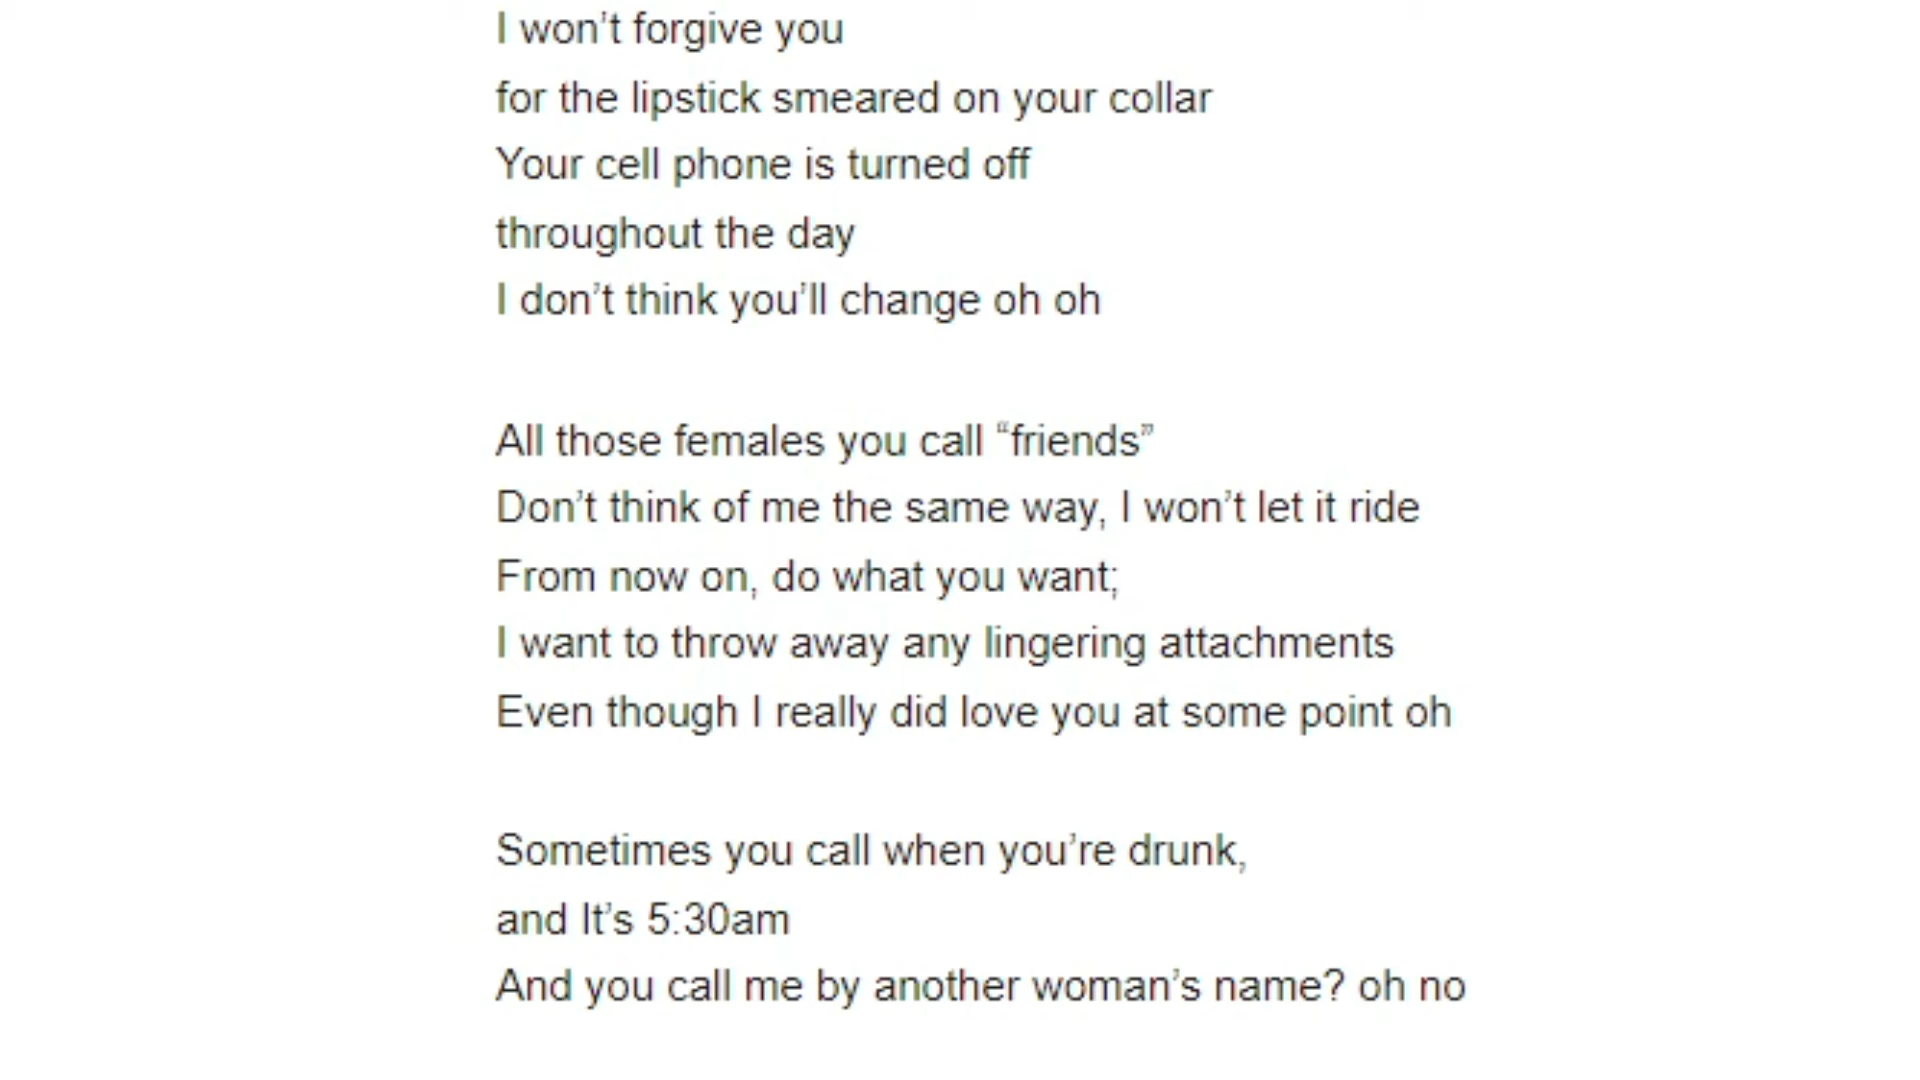 I won’t forgive you
for the lipstick smeared on your collar
Your cell phone is turned off
throughout the day
I don’t think you’ll change oh oh
All those females you call “friends”
Don’t think of me the same way, I won’t let it ride
From now on, do what you want;
I want to throw away any lingering attachments
Even though I really did love you at some point oh
Sometimes you call when you’re drunk,
and It’s 5:30am
And you call me by another woman’s name? oh no